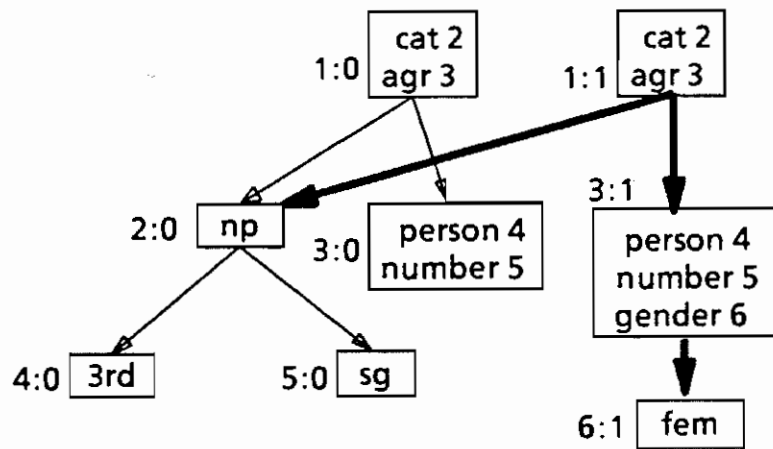 cat 2
agr 3
1:0
cat 2
agr 3
1:1
2:0
np
3:0
person 4
number 5
3:1
person 4
number 5
gender 6
4:0
3rd
5:0
sg
6:1
fem